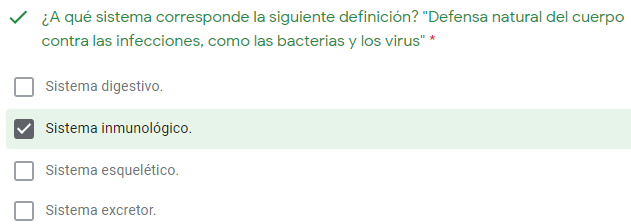 ¿A qué sistema corresponde la siguiente definición? "Defensa natural del cuerpo
contra las infecciones, como las bacterias y los virus" *
Sistema digestivo.
Sistema inmunológico.
Sistema esquelético.
Sistema excretor.